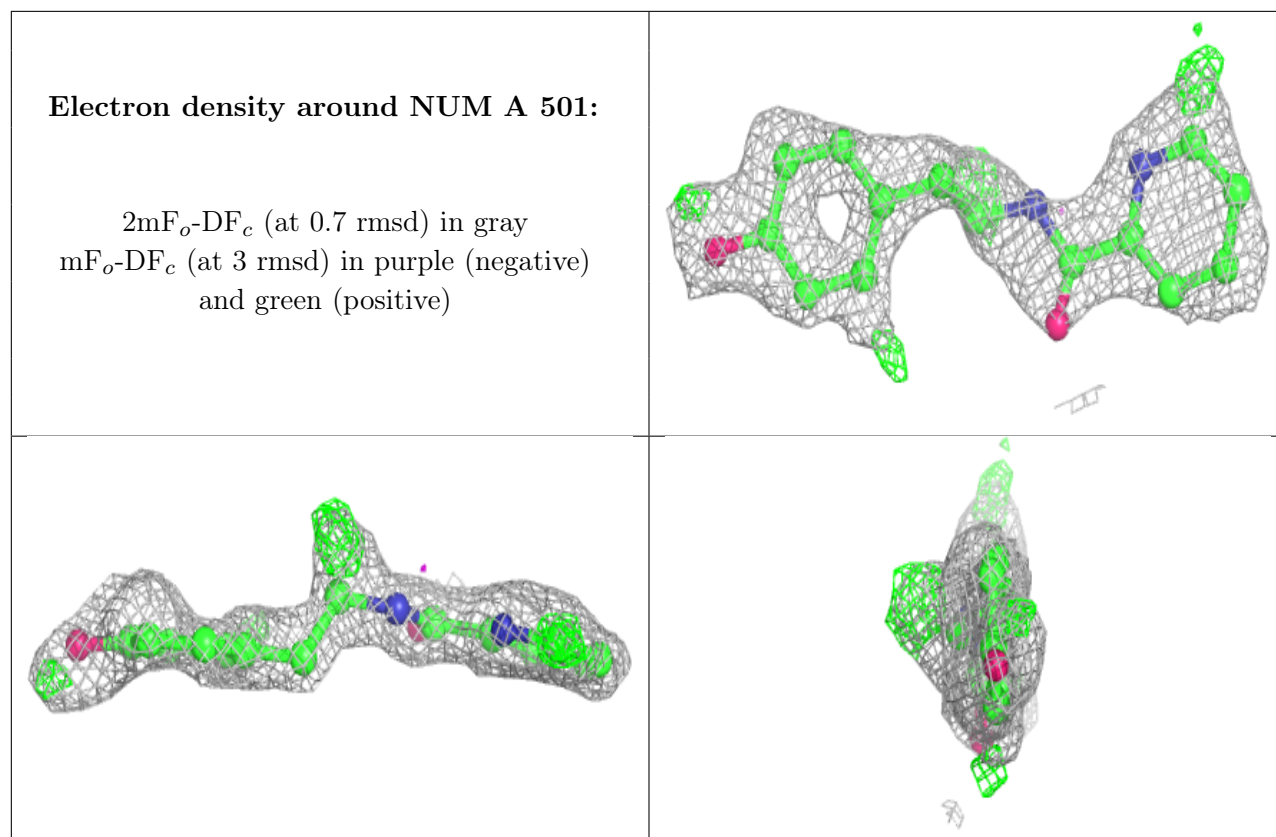 Electron density around NUM A 501:
2mFo-DFc (at 0.7 rmsd) in gray
mFo-DFc (at 3 rmsd) in purple (negative)
and green (positive)